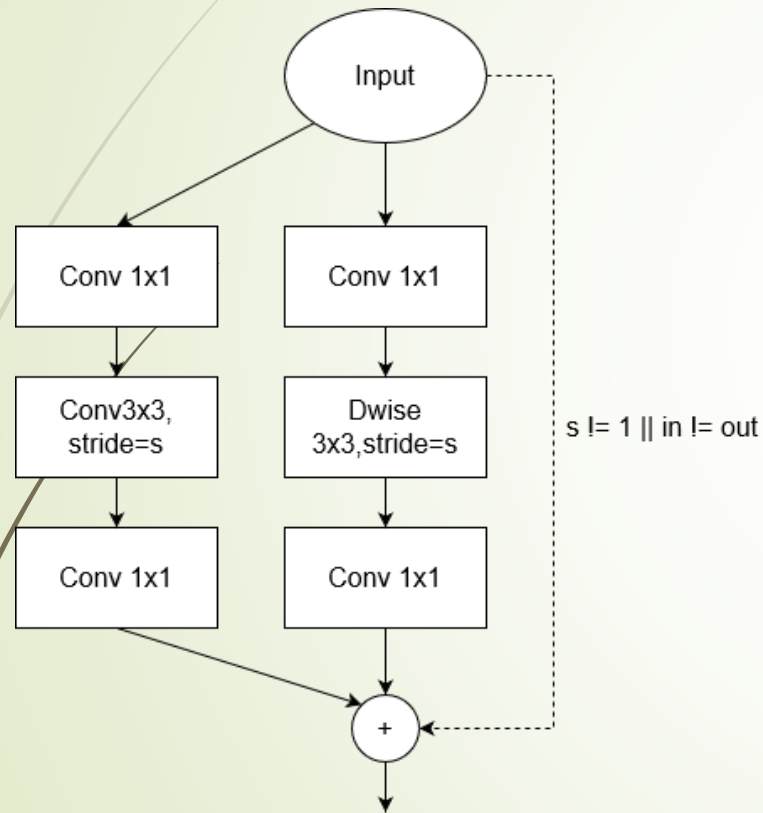 Input
Conv 1x1
Conv 1x1
Conv3x3,
stride=s
Dwise
3x3,stride=s
s != 1 || in != out
Conv 1x1
Conv 1x1
+